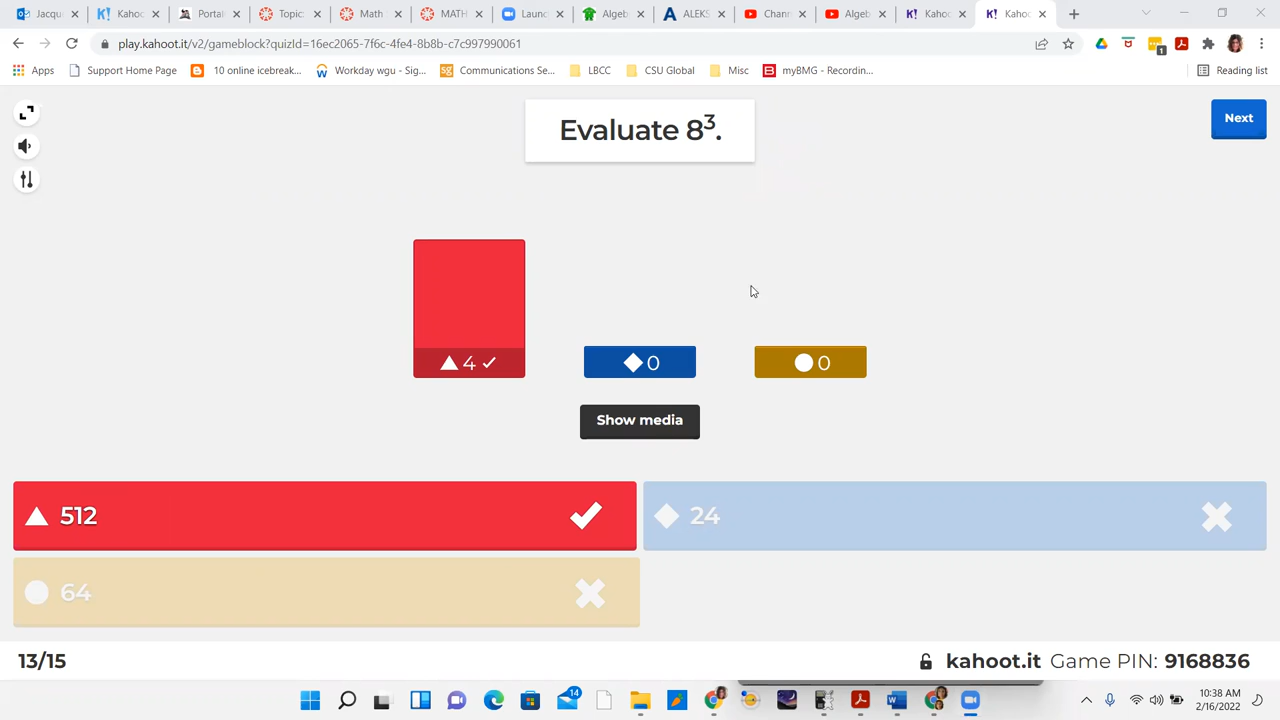 Jacqu
Kahoo
Portal
Topic:
Math
MATH
Launc
Algeb
ALEKS
Chann
Algeb
Kahoo
Kahoo
play.kahoot.it/v2/gameblock?quizId=16ec2065-7f6c-4fe4-8b8b-c7c997990061
1
Apps
Support Home Page
10 online icebreak...
Workday wgu - Sig...
Communications Se...
LBCC
CSU Global
Misc
myBMG - Recordin...
Reading list
Evaluate 8³.
Next
4
0
0
Show media
512
24
64
13/15
kahoot.it Game PIN: 9168836
14
10:38 AM
2/16/2022